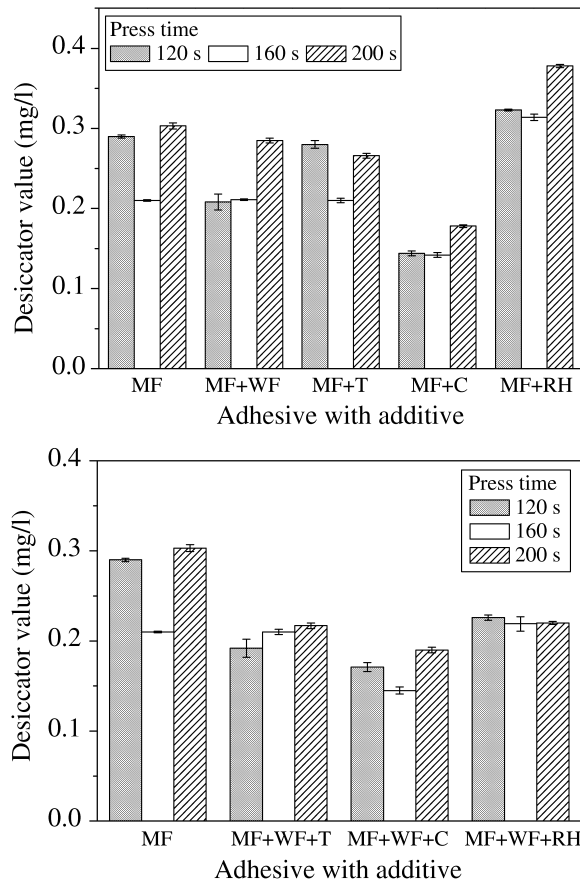 Press time
120 s 160 s 200 s
Desiccator value (mg/l)
0.4
0.3
0.2
0.1
0.0
MF MF+WF MF+T MF+C MF+RH
Adhesive with additive
Press time
120 s
160 s
200 s
Desiccator value (mg/l)
0.4
0.3
0.2
0.1
0.0
MF MF+WF+T MF+WF+C MF+WF+RH
Adhesive with additive